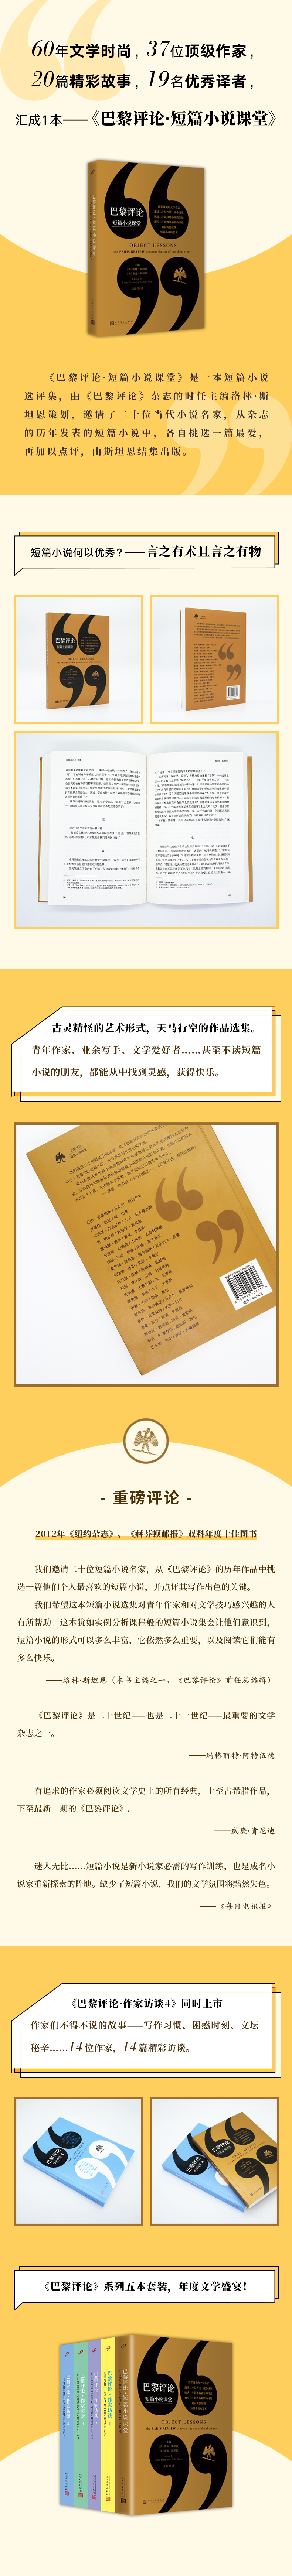 60年文学时尚，37位顶级作家，
20篇精彩故事，19名优秀译者，
汇成1本——《巴黎评论·短篇小说课堂》
巴黎评论
短篇小说课堂
OBJECT LESSONS
《巴黎评论·短篇小说课堂》是一本短篇小说
选评集，由《巴黎评论》杂志的时任主编洛林·斯
坦恩策划，邀请了二十位当代小说名家，从杂志
的历年发表的短篇小说中，各自挑选一篇最爱，
再加以点评，由斯坦恩结集出版。
短篇小说何以优秀？——言之有术且言之有物
巴黎评论
短篇小说课堂
古灵精怪的艺术形式，天马行空的作品选集。
青年作家、业余写手、文学爱好者……甚至不读短篇
小说的朋友，都能从中找到灵感，获得快乐。
- 重磅评论 -
2012年《纽约杂志》、《赫芬顿邮报》双料年度十佳图书
我们邀请二十位短篇小说名家，从《巴黎评论》的历年作品中挑
选一篇他们个人最喜欢的短篇小说，并点评其写作出色的关键。
我们希望这本短篇小说选集对青年作家和对文学技巧感兴趣的人
有所帮助。这本犹如实例分析课程般的短篇小说集会让他们意识到，
短篇小说的形式可以多么丰富，它依然多么重要，以及阅读它们能有
多么快乐。
——洛林·斯坦恩（本书主编之一，《巴黎评论》前任总编辑）
《巴黎评论》是二十世纪——也是二十一世纪——最重要的文学
杂志之一。
——玛格丽特·阿特伍德
有追求的作家必须阅读文学史上的所有经典，上至古希腊作品，
下至最新一期的《巴黎评论》。
——威廉·肯尼迪
迷人无比……短篇小说是新小说家必需的写作训练，也是成名小
说家重新探索的阵地。缺少了短篇小说，我们的文学氛围将黯然失色。
——《每日电讯报》
《巴黎评论·作家访谈4》同时上市
作家们不得不说的故事——写作习惯、困惑时刻、文坛
秘辛……14位作家，14篇精彩访谈。
《巴黎评论》系列五本套装，年度文学盛宴！
巴黎评论
短篇小说课堂
OBJECT LESSONS